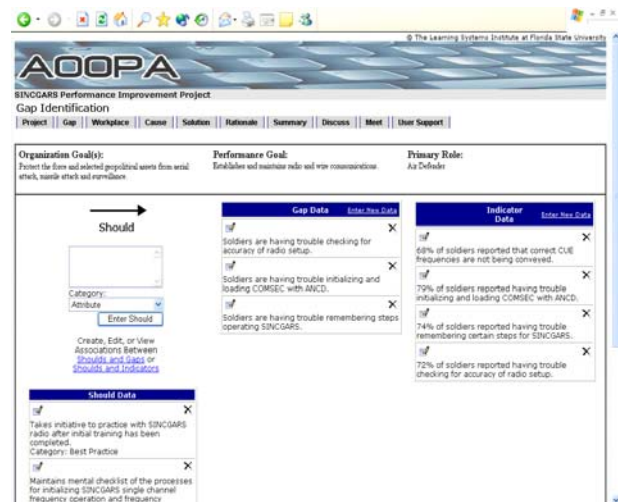 © The Learning Systems Institute at Florida State University
AOOPA
SINCGARS Performance Improvement Project
Gap Identification
Project | Gap | Workplace | Cause | Solution | Rationale | Summary | Discuss | Meet | User Support
Organization Goal(s):
Protect the force and selected geopolitical assets from aerial
attack, missile attack and surveillance.
Performance Goal:
Establishes and maintains radio and wire communications.
Primary Role:
Air Defender
Should
Category:
Attribute
Enter Should
Create, Edit, or View
Associations Between
Shoulds and Gaps or
Shoulds and Indicators
Should Data
Takes initiative to practice with SINCGARS
radio after initial training has been
completed.
Category: Best Practice
Maintains mental checklist of the processes
for initializing SINCGARS single channel
frequency operation and frequency
Gap Data Enter New Data
Soldiers are having trouble checking for
accuracy of radio setup.
Soldiers are having trouble initializing and
loading COMSEC with ANCD.
Soldiers are having trouble remembering steps
operating SINCGARS.
Indicator
Data Enter New Data
68% of soldiers reported that correct CUE
frequencies are not being conveyed.
79% of soldiers reported having trouble
initializing and loading COMSEC with ANCD.
74% of soldiers reported having trouble
remembering certain steps for SINCGARS.
72% of soldiers reported having trouble
checking for accuracy of radio setup.